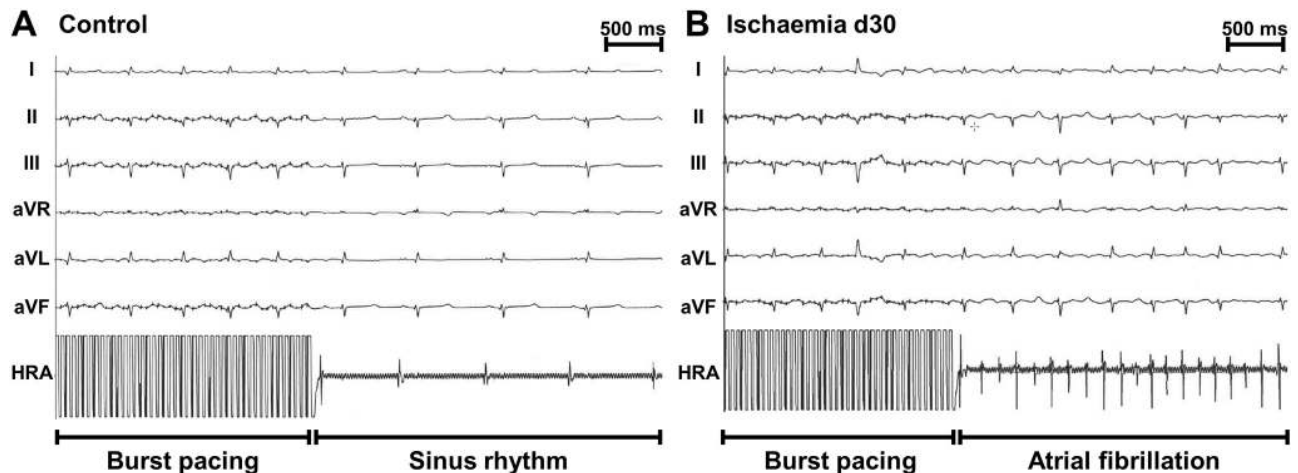 A Control
500 ms
I
II
III
aVR
aVL
aVF
HRA
Burst pacing Sinus rhythm
B Ischaemia d30
500 ms
I
II
III
aVR
aVL
aVF
HRA
Burst pacing Atrial fibrillation